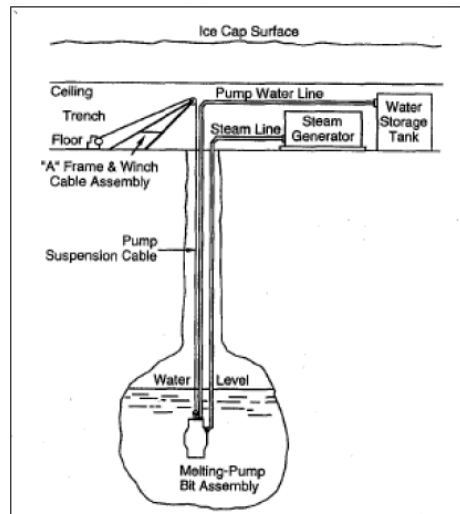 Ice Cap Surface
Ceiling
Pump Water Line
Trench
Water
Storage
Tank
Steam Line
Steam
Generator
Floor
"A" Frame & Winch
Cable Assembly
Pump
Suspension Cable
Water Level
Melting-Pump
Bit Assembly